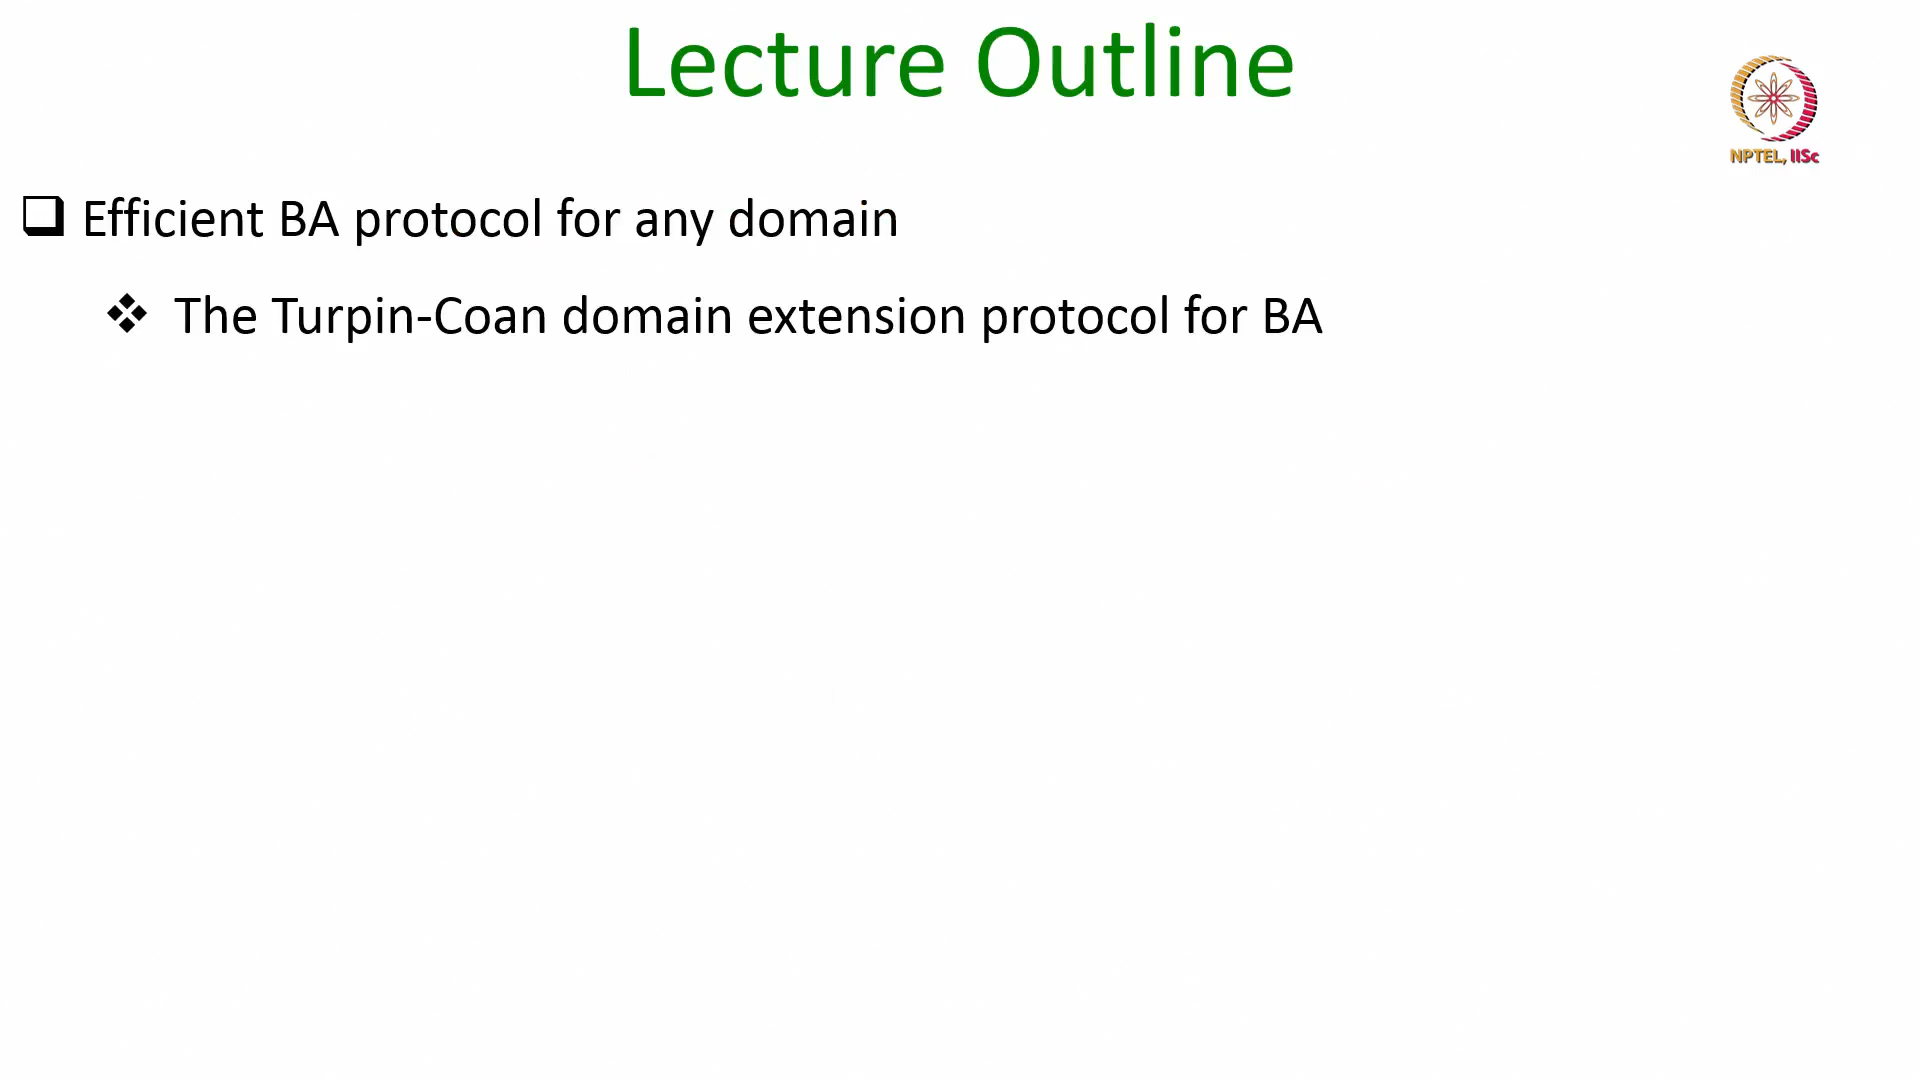 Lecture Outline
NPTEL, IISc
Efficient BA protocol for any domain
The Turpin-Coan domain extension protocol for BA